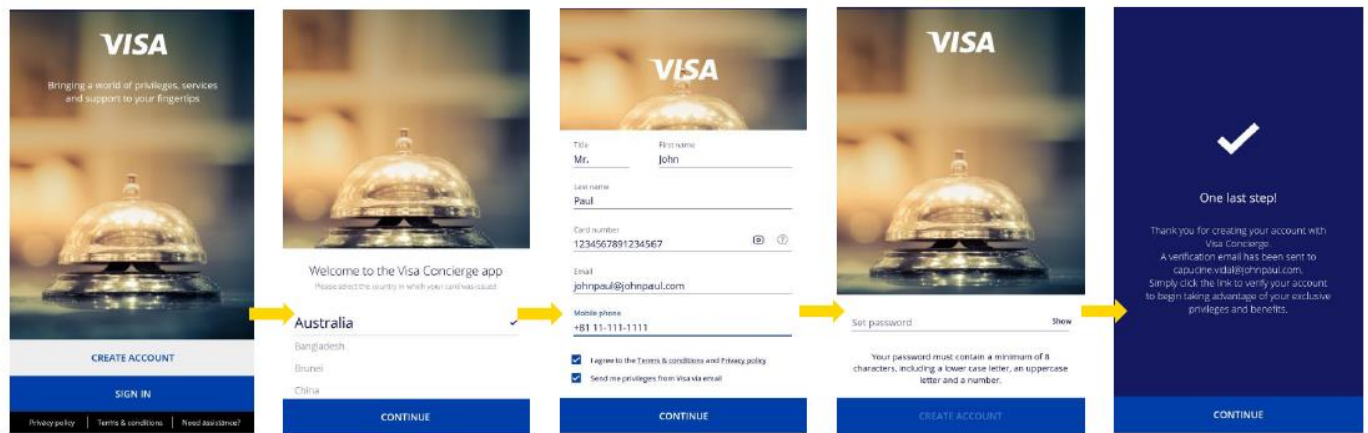 VISA
Bringing a world of privileges, services
and support to your fingertips
CREATE ACCOUNT
SIGN IN
Privacy policy | Terms & conditions | Need assistance?
Welcome to the Visa Concierge app
Please select the country in which your card was issued
Australia
Bangladesh
Brunei
China
CONTINUE
VISA
Title
First name
Mr.
John
Last name
Paul
Card number
1234567891234567
Email
johnpaul@johnpaul.com
Mobile phone
+81 11-111-1111
I agree to the Terms & conditions and Privacy policy
Send me privileges from Visa via email
CONTINUE
VISA
Set password
Show
Your password must contain a minimum of 8
characters, including a lower case letter, an uppercase
letter and a number.
CREATE ACCOUNT
One last step!
Thank you for creating your account with
Visa Concierge.
A verification email has been sent to
capucine.vidal@johnpaul.com.
Simply click the link to verify your account
to begin taking advantage of your exclusive
privileges and benefits.
CONTINUE